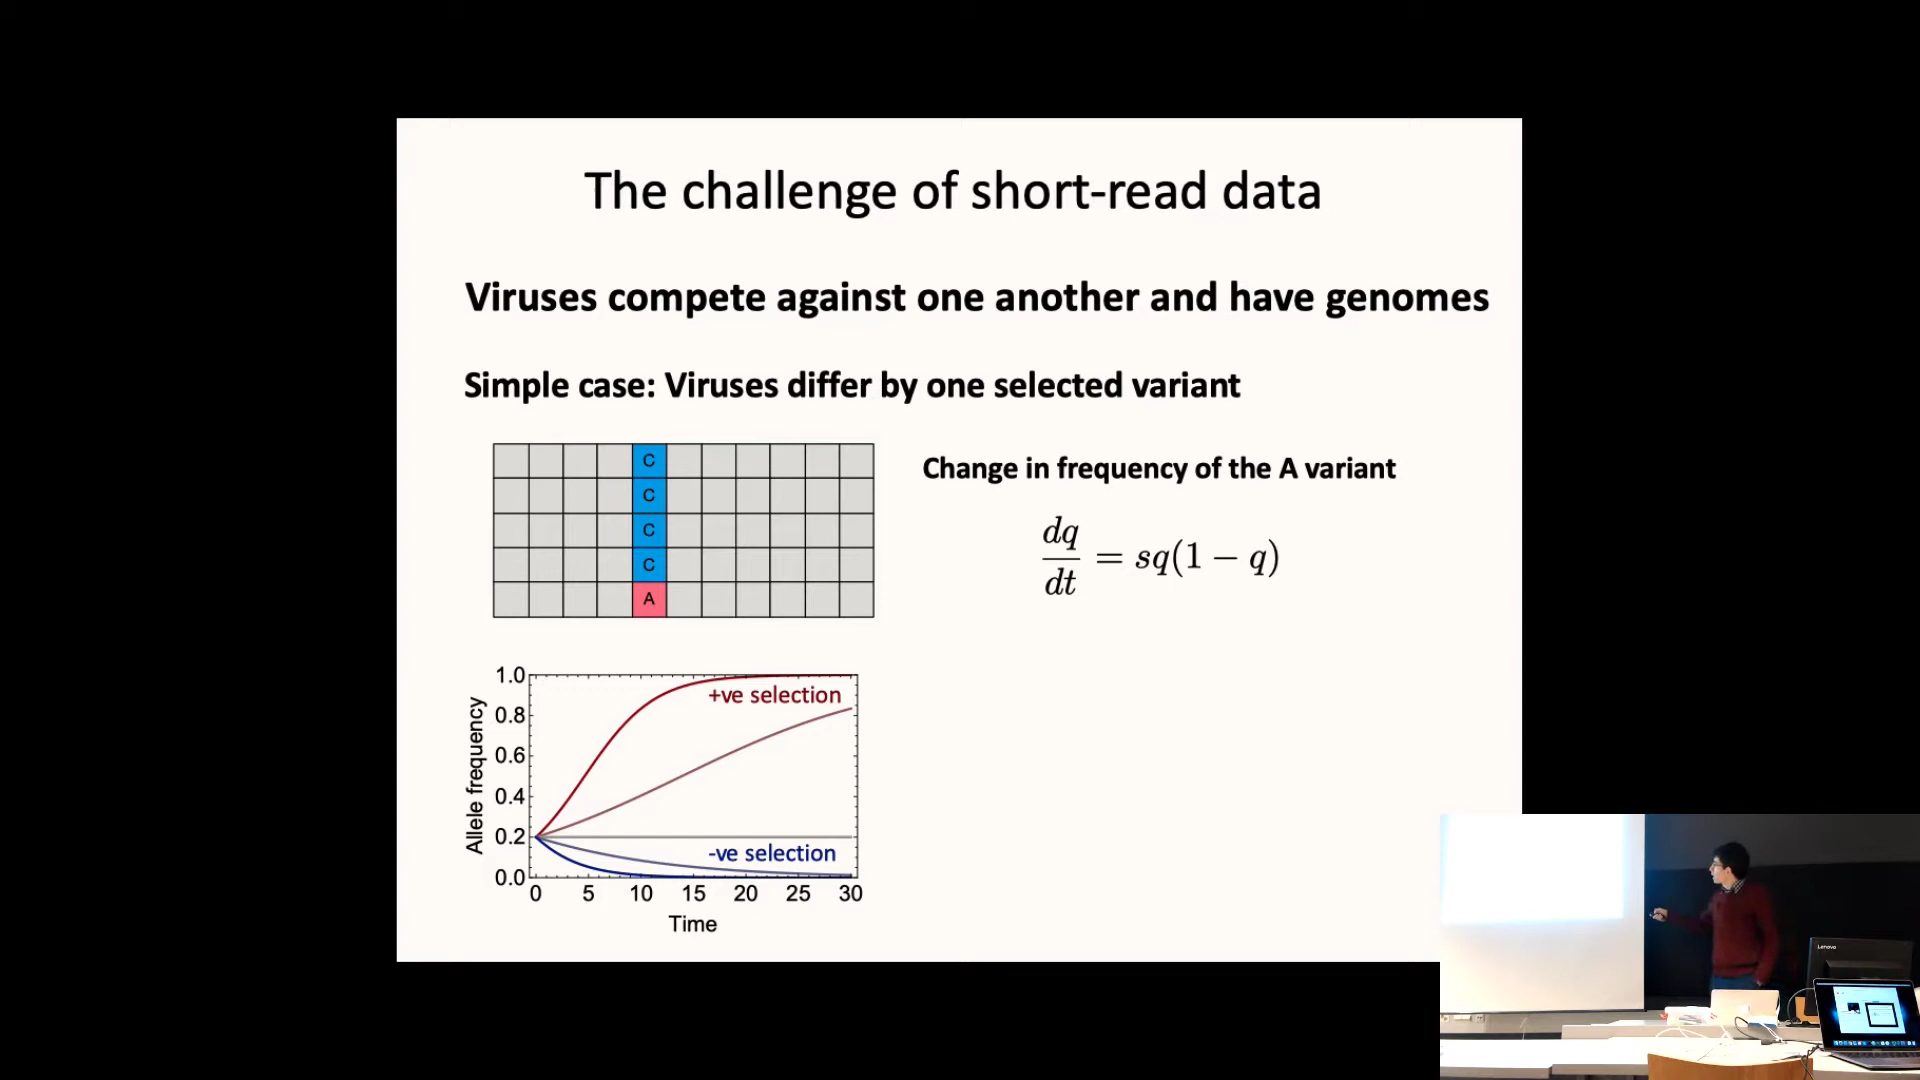 The challenge of short-read data
Viruses compete against one another and have genomes
Simple case: Viruses differ by one selected variant
C
C
C
C
A
Change in frequency of the A variant
dq/dt = sq(1 − q)
1.0
0.8
0.6
0.4
0.2
0.0
Allele frequency
+ve selection
-ve selection
0 5 10 15 20 25 30
Time
Lenovo